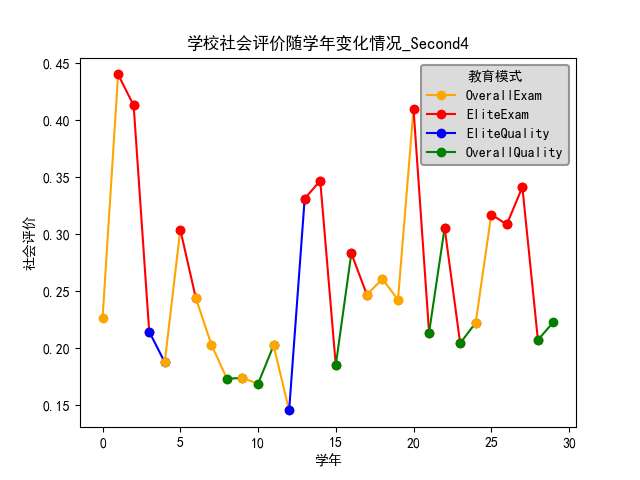 学校社会评价随学年变化情况_Second4
教育模式
OverallExam
EliteExam
EliteQuality
OverallQuality
社会评价
0.45
0.40
0.35
0.30
0.25
0.20
0.15
0 5 10 15 20 25 30
学年